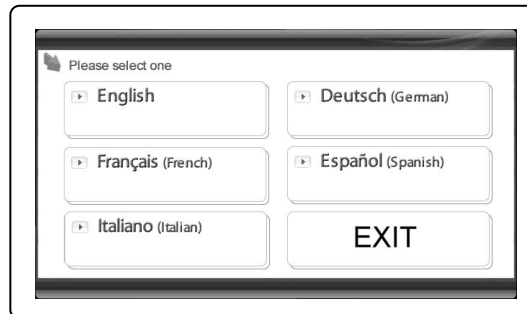 Please select one
English
Deutsch (German)
Français (French)
Español (Spanish)
Italiano (Italian)
EXIT